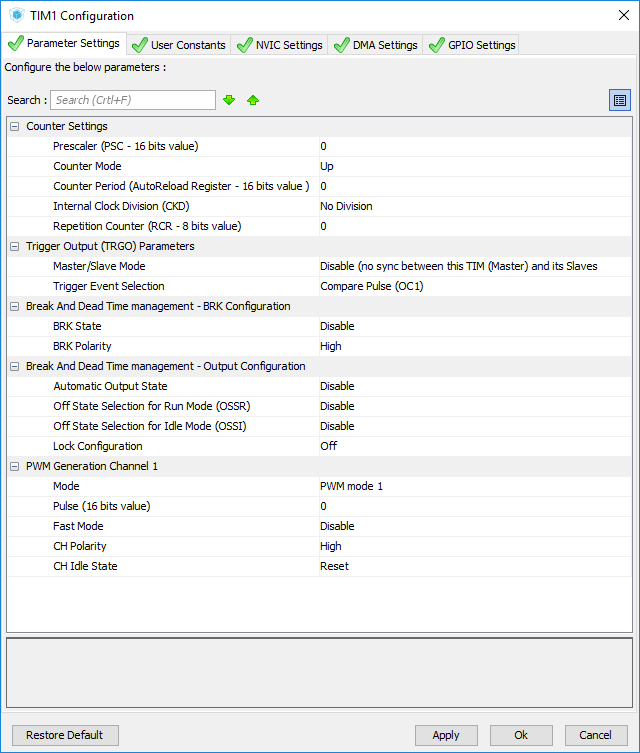 TIM1 Configuration
Parameter Settings User Constants NVIC Settings DMA Settings GPIO Settings
Configure the below parameters :
Search : Search (Crtl+F)
Counter Settings
Prescaler (PSC - 16 bits value) 0
Counter Mode Up
Counter Period (AutoReload Register - 16 bits value ) 0
Internal Clock Division (CKD) No Division
Repetition Counter (RCR - 8 bits value) 0
Trigger Output (TRGO) Parameters
Master/Slave Mode Disable (no sync between this TIM (Master) and its Slaves
Trigger Event Selection Compare Pulse (OC1)
Break And Dead Time management - BRK Configuration
BRK State Disable
BRK Polarity High
Break And Dead Time management - Output Configuration
Automatic Output State Disable
Off State Selection for Run Mode (OSSR) Disable
Off State Selection for Idle Mode (OSSI) Disable
Lock Configuration Off
PWM Generation Channel 1
Mode PWM mode 1
Pulse (16 bits value) 0
Fast Mode Disable
CH Polarity High
CH Idle State Reset
Restore Default Apply Ok Cancel